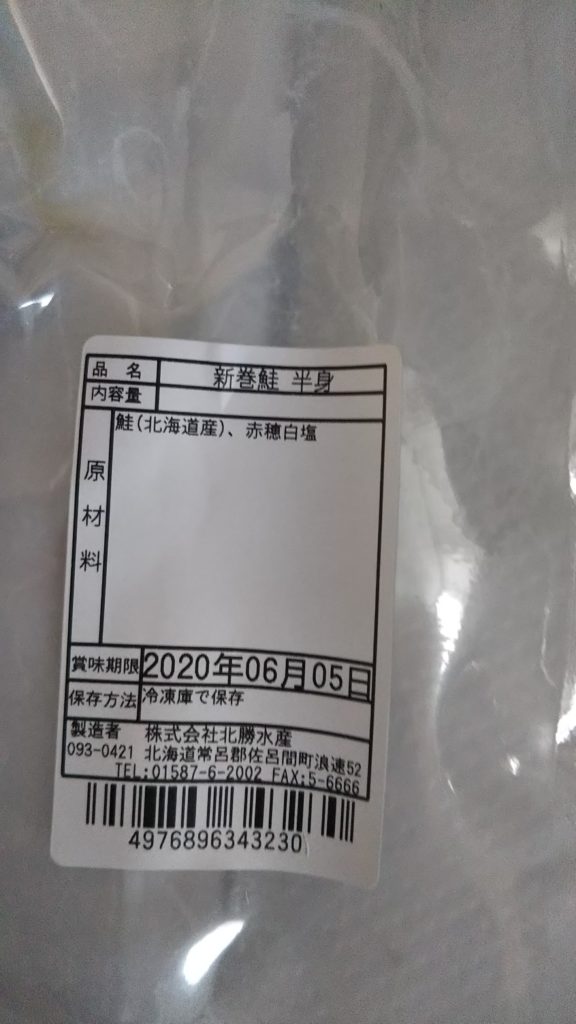 品 名 新巻鮭 半身
内容量
原材料 鮭(北海道産)、赤穂白塩
賞味期限 2020年06月05日
保存方法 冷凍庫で保存
製造者 株式会社北勝水産
093-0421 北海道常呂郡佐呂間町浪速52
TEL:01587-6-2002 FAX:5-6666
4976896343230